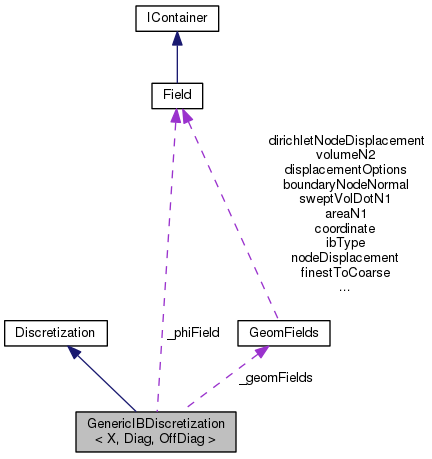 IContainer
Field
dirichletNodeDisplacement
volumeN2
displacementOptions
boundaryNodeNormal
sweptVolDotN1
areaN1
coordinate
ibType
nodeDisplacement
finestToCoarse
...
Discretization
_phiField
GeomFields
_geomFields
GenericIBDiscretization
< X, Diag, OffDiag >